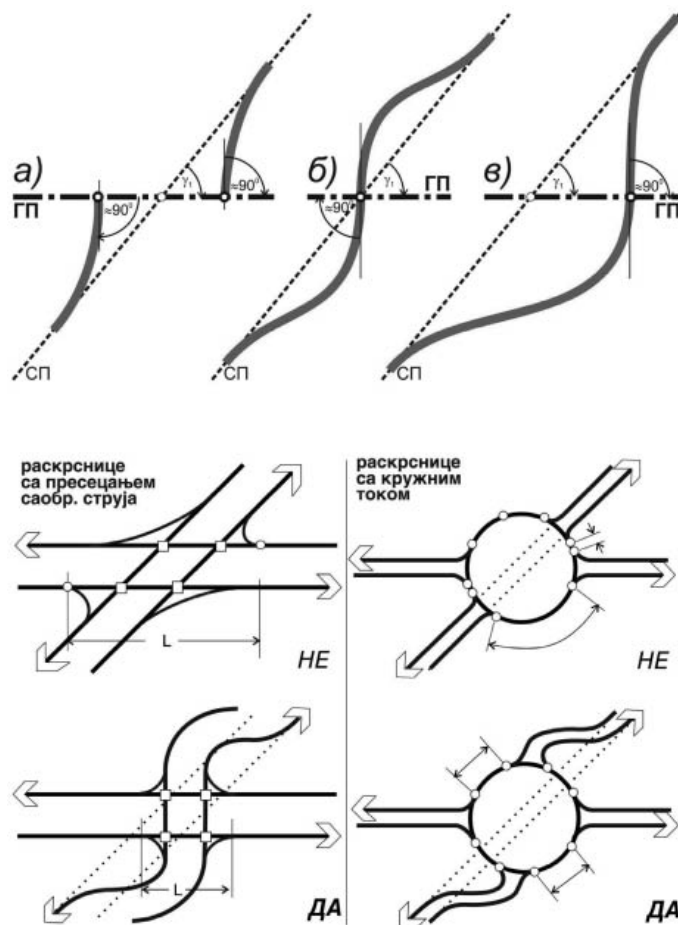 а)
ГП
≈90°
≈90°
γ₁
СП
б)
ГП
≈90°
γ₁
СП
в)
ГП
≈90°
γ₁
СП
раскрснице
са пресецањем
саобр. струја
L
НЕ
раскрснице
са кружним
током
НЕ
L
ДА
ДА